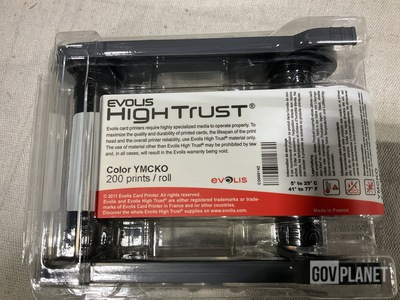 EVOLIS
HIGHTRUST®
Evolis card printers require highly specialized media to operate properly. To
maximize the quality and durability of printed cards, the lifespan of the print
head and the overall printer reliability, use Evolis High Trust® media only.
The use of material other than Evolis High Trust® may be prohibited by law
and, in all cases, will result in the Evolis warranty being void.
Color YMCKO
200 prints / roll
evolis
5° to 25° C
41° to 77° F
© 2011 Evolis Card Printer. All rights reserved.
Evolis and Evolis High Trust® are either registered trademarks or trade-
marks of Evolis Card Printer in France and /or other countries.
Discover the whole Evolis High Trust® supplies on www.evolis.com.
Made in France
GOVPLANET